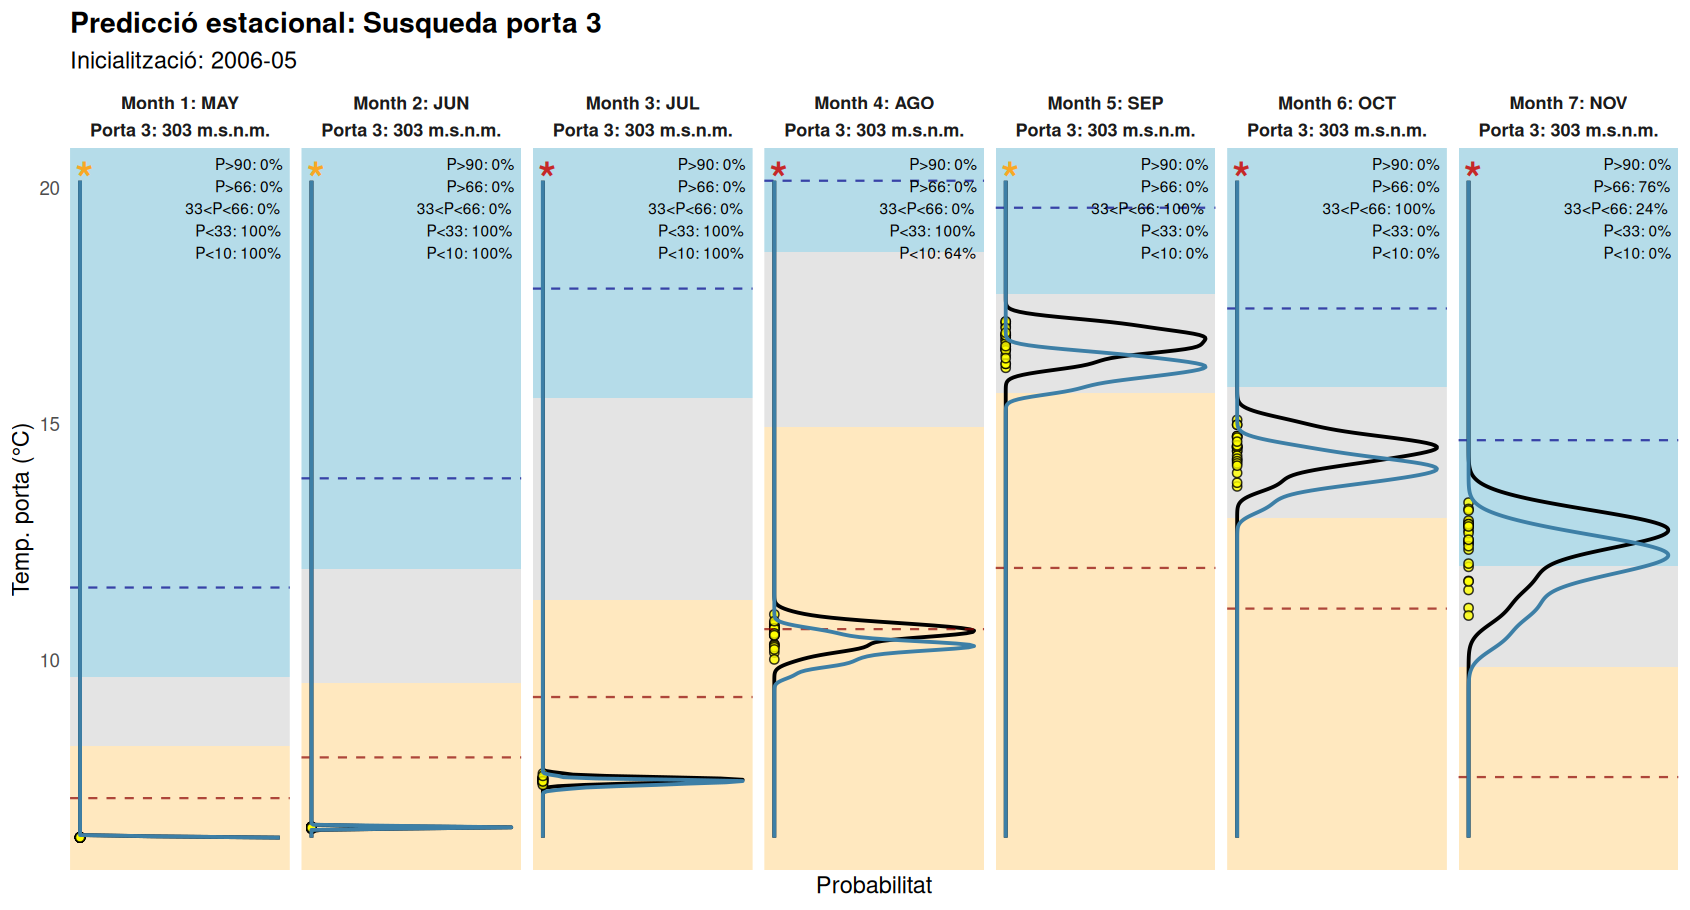 Predicció estacional: Susqueda porta 3
Inicialització: 2006-05
Month 1: MAY
Porta 3: 303 m.s.n.m.
Month 2: JUN
Porta 3: 303 m.s.n.m.
Month 3: JUL
Porta 3: 303 m.s.n.m.
Month 4: AGO
Porta 3: 303 m.s.n.m.
Month 5: SEP
Porta 3: 303 m.s.n.m.
Month 6: OCT
Porta 3: 303 m.s.n.m.
Month 7: NOV
Porta 3: 303 m.s.n.m.
*
P>90: 0%
P>66: 0%
33<P<66: 0%
P<33: 100%
P<10: 100%
*
P>90: 0%
P>66: 0%
33<P<66: 0%
P<33: 100%
P<10: 100%
*
P>90: 0%
P>66: 0%
33<P<66: 0%
P<33: 100%
P<10: 100%
*
P>90: 0%
P>66: 0%
33<P<66: 0%
P<33: 100%
P<10: 64%
*
P>90: 0%
P>66: 0%
33<P<66: 100%
P<33: 0%
P<10: 0%
*
P>90: 0%
P>66: 0%
33<P<66: 100%
P<33: 0%
P<10: 0%
*
P>90: 0%
P>66: 76%
33<P<66: 24%
P<33: 0%
P<10: 0%
20
15
10
Temp. porta (°C)
Probabilitat